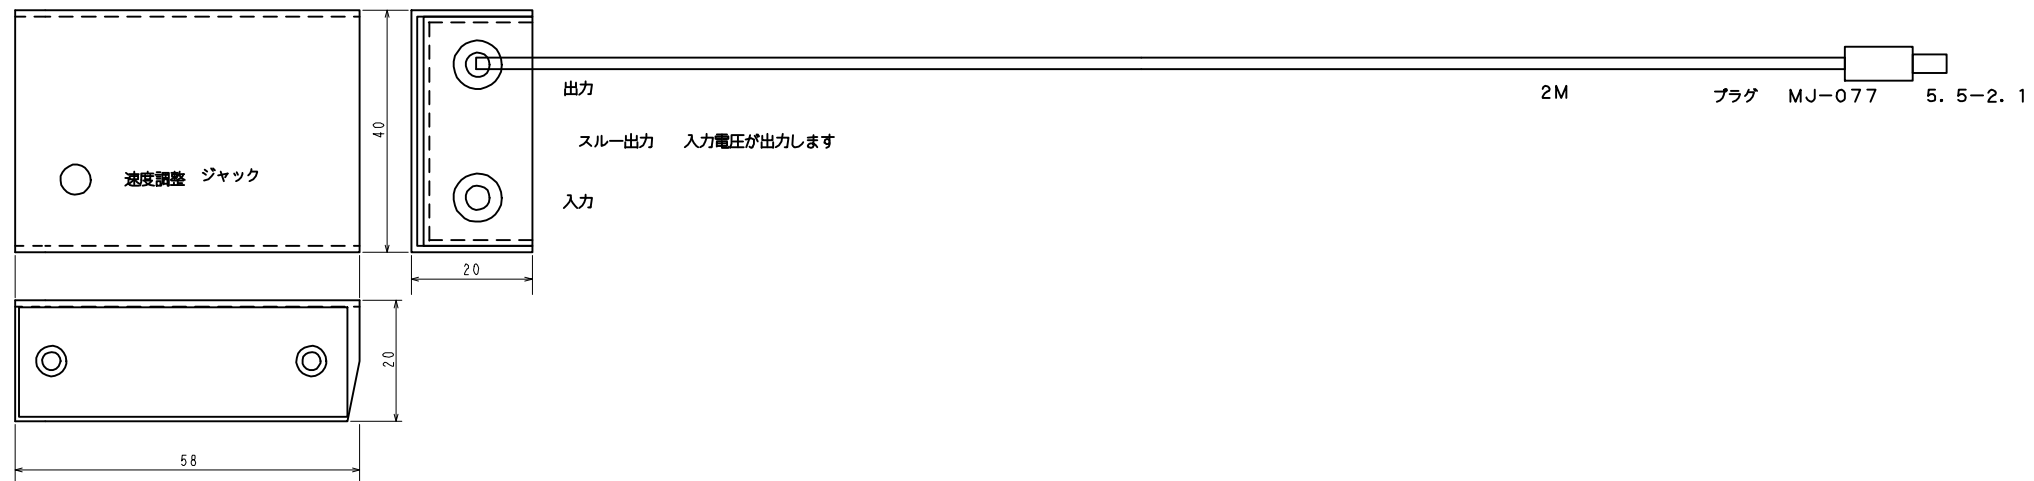 出力
2M
プラグ MJ-077 5.5-2.1
40
スルー出力 入力電圧が出力します
速度調整 ジャック
入力
20
20
58